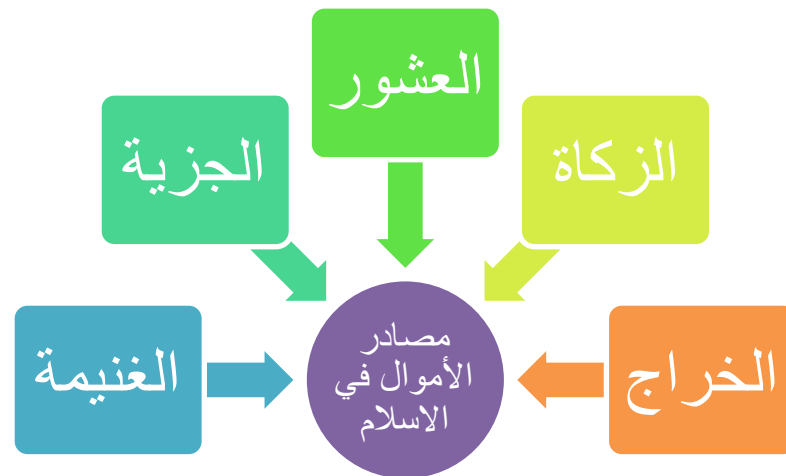 العشور
الزكاة
الجزية
الخراج
الغنيمة
مصادر
الأموال في
الاسلام